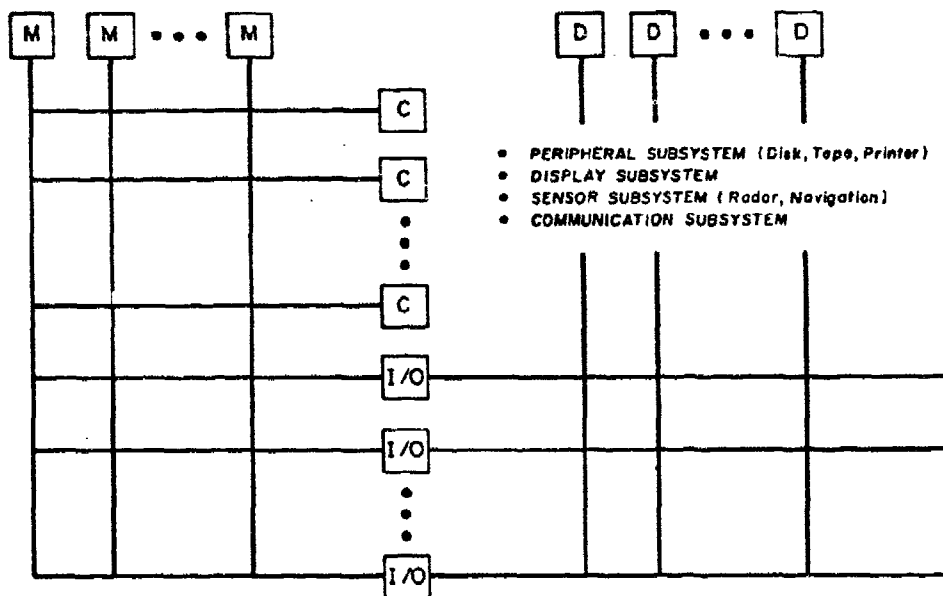 M M ••• M D D ••• D
C
C
• PERIPHERAL SUBSYSTEM (Disk, Tape, Printer)
• DISPLAY SUBSYSTEM
• SENSOR SUBSYSTEM (Radar, Navigation)
• COMMUNICATION SUBSYSTEM
C
I/O
I/O
I/O